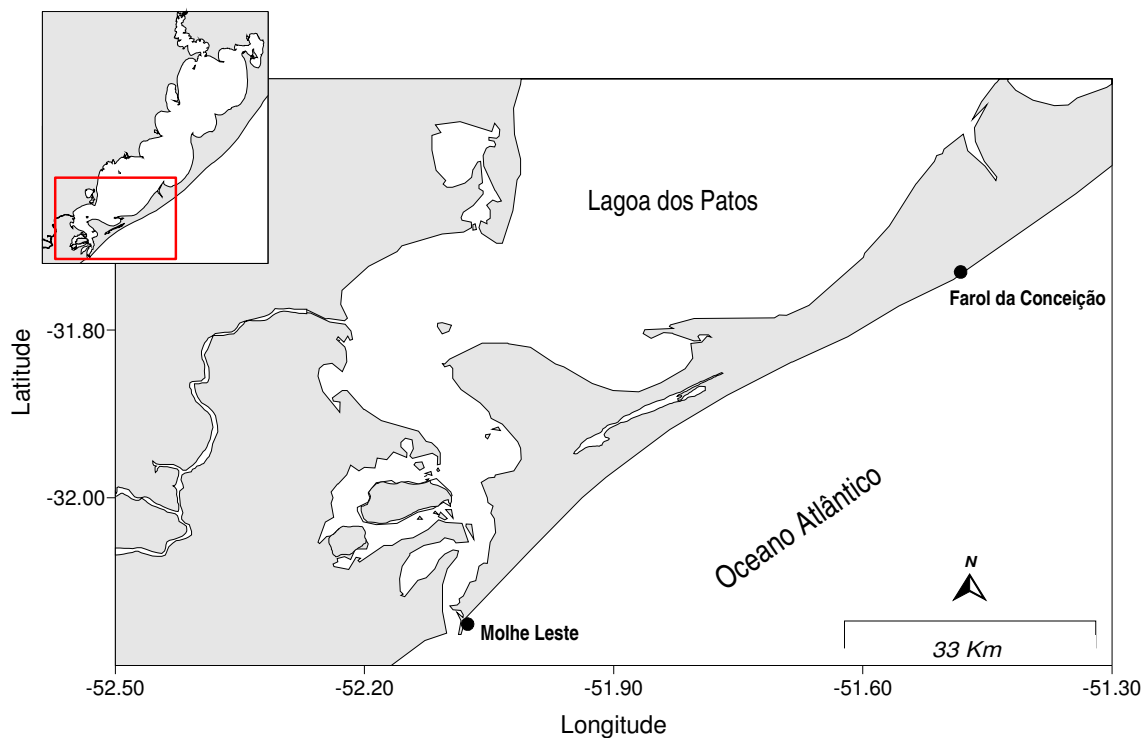 Lagoa dos Patos
Farol da Conceição
-31.80
Latitude
-32.00
Oceano Atlântico
N
Molhe Leste
33 Km
-52.50
-52.20
-51.90
-51.60
-51.30
Longitude